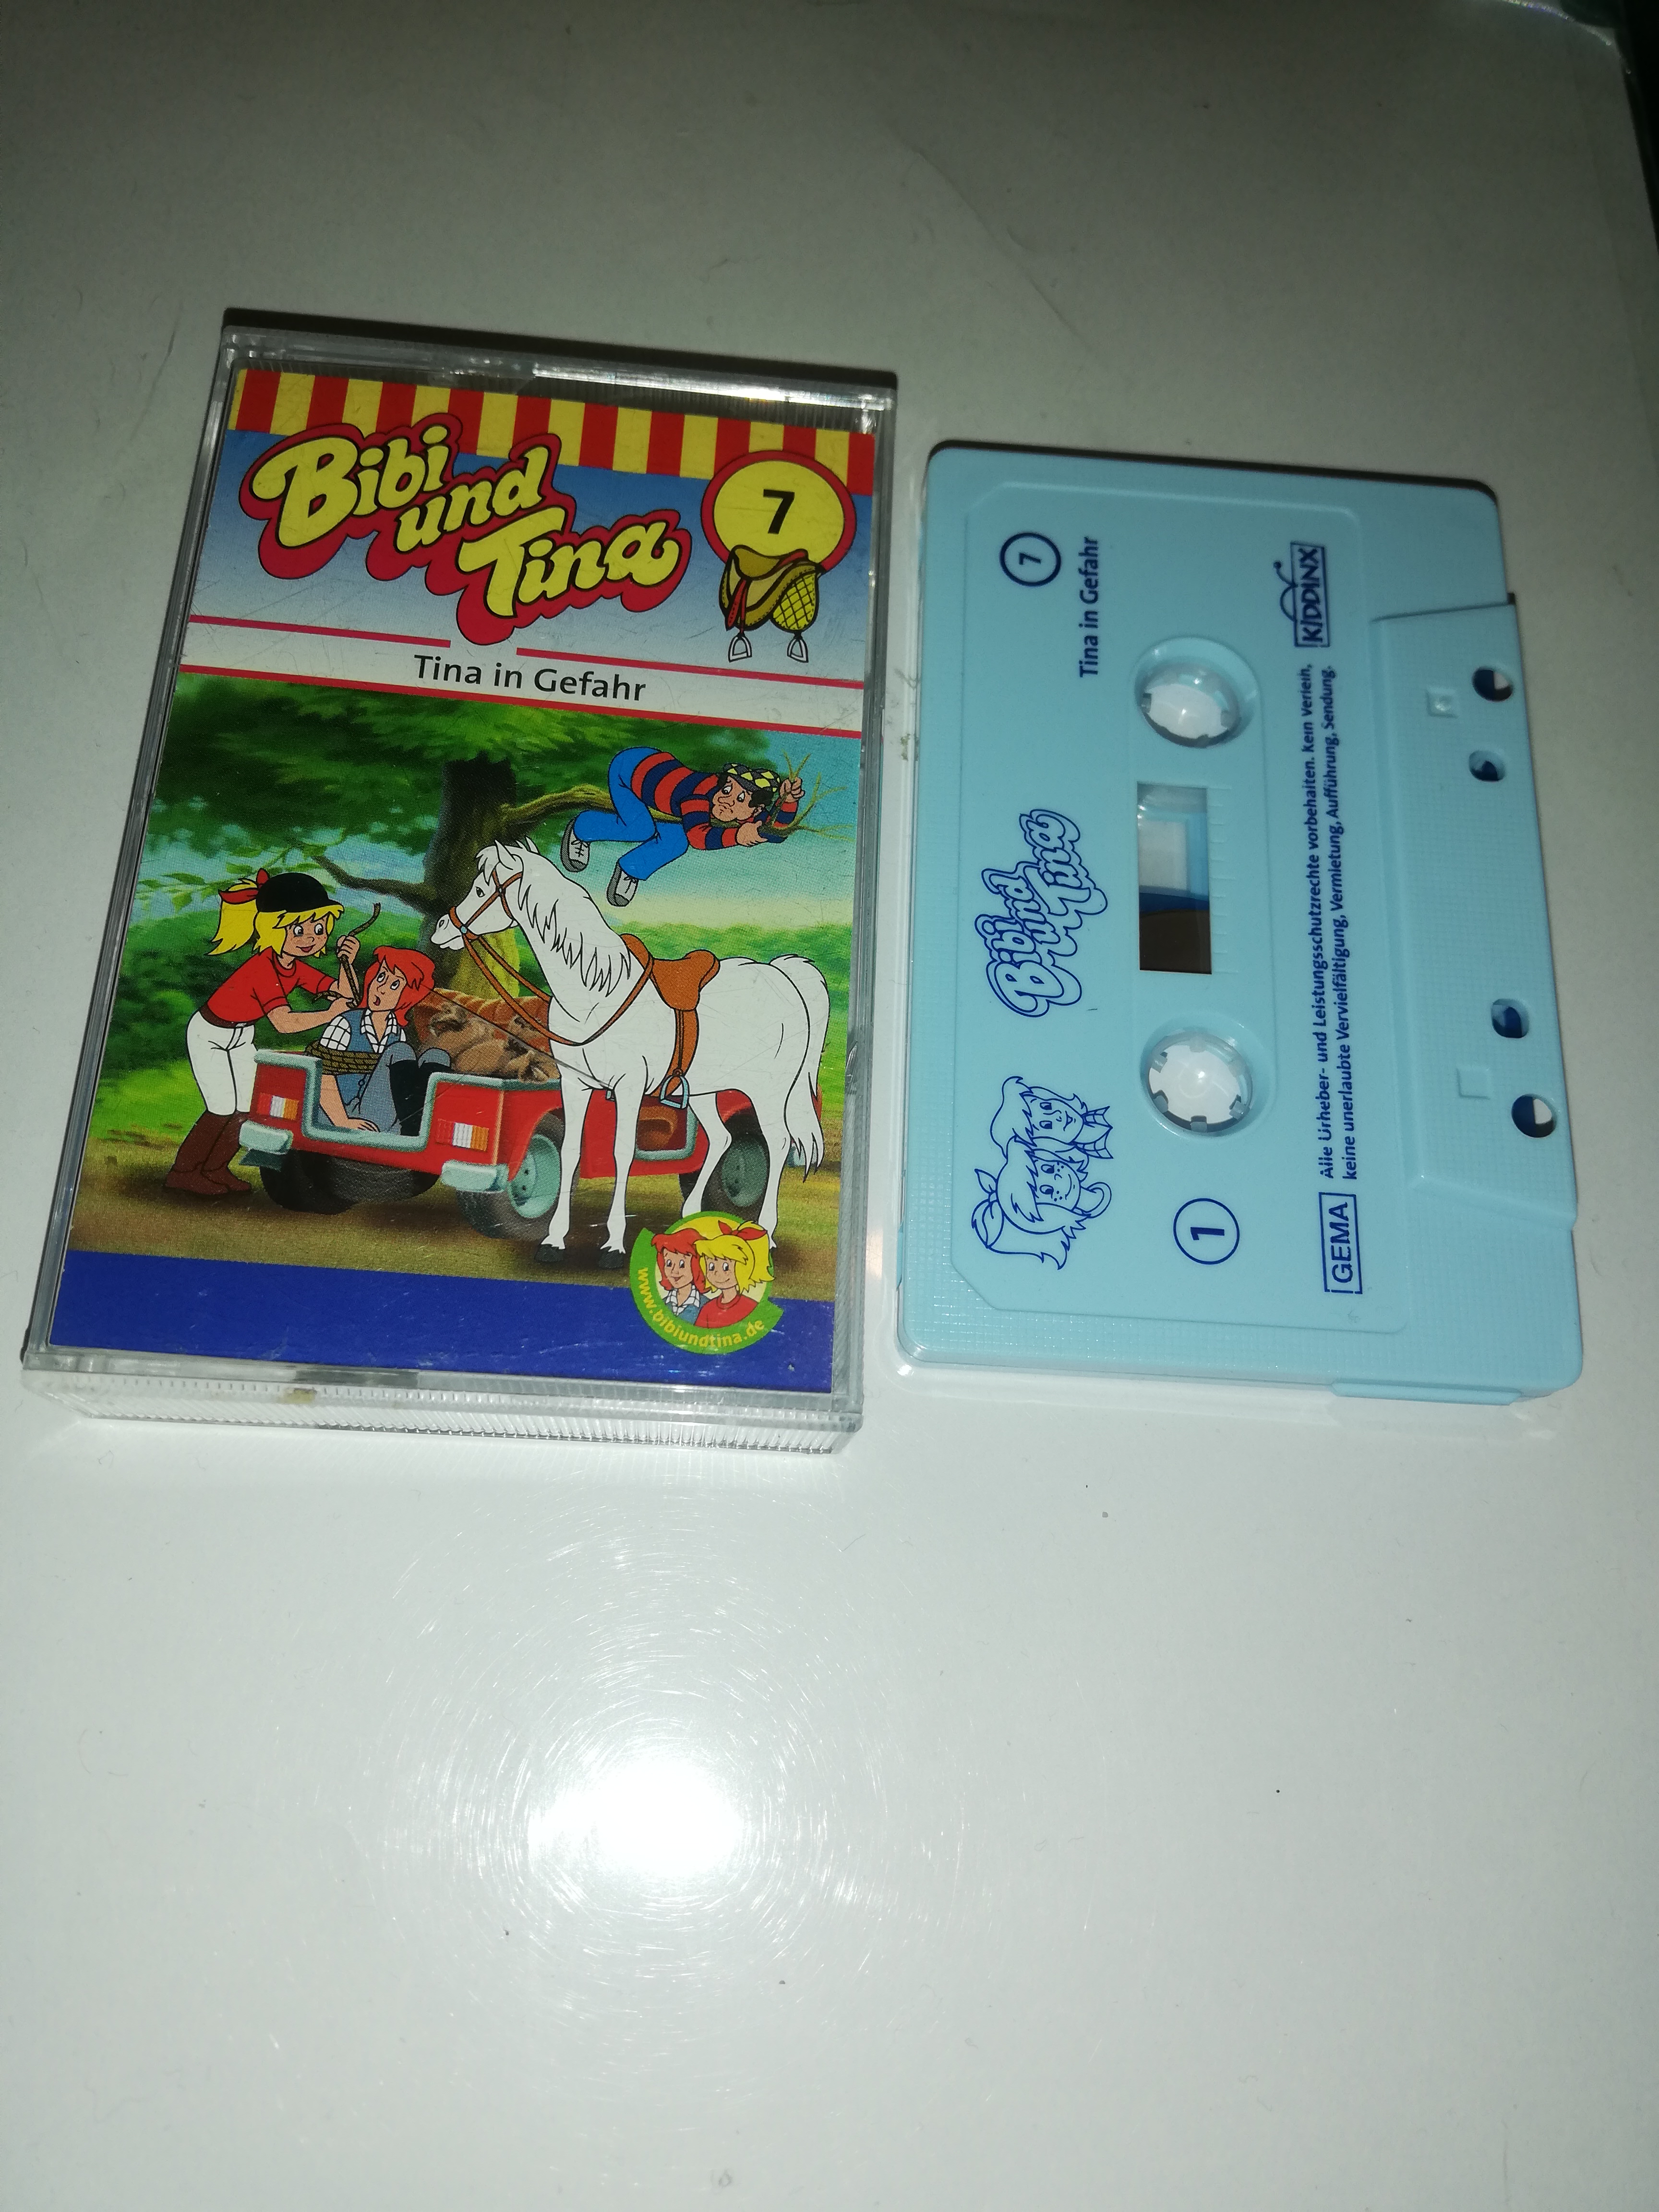 Bibi
und
Tina
7
Tina in Gefahr
www.bibiundtina.de
7
Tina in Gefahr
KIDDINX
Bibi
und
Tina
1
GEMA
Alle Urheber- und Leistungsschutzrechte vorbehalten. Kein Verleih,
keine unerlaubte Vervielfältigung, Vermietung, Aufführung, Sendung.